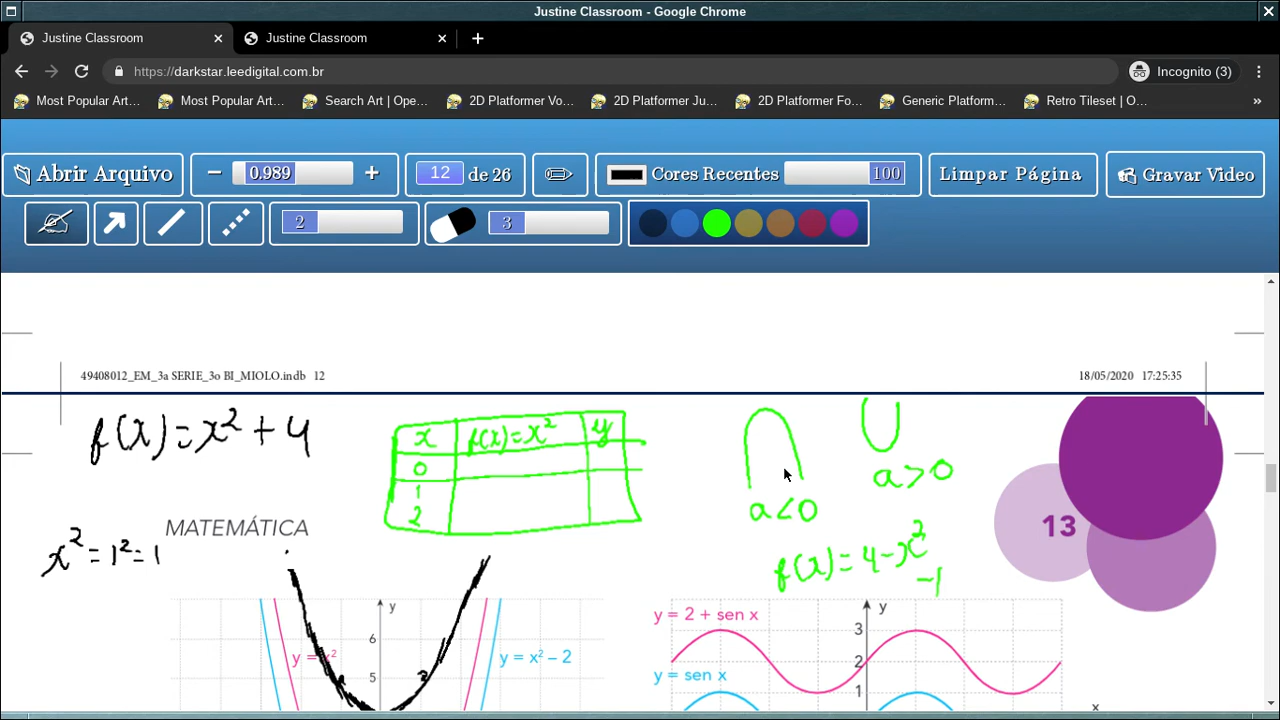 Justine Classroom - Google Chrome
Justine Classroom
Justine Classroom
https://darkstar.leedigital.com.br
Incognito (3)
Most Popular Art...
Most Popular Art...
Search Art | Ope...
2D Platformer Vo...
2D Platformer Ju...
2D Platformer Fo...
Generic Platform...
Retro Tileset | O...
Abrir Arquivo
0,989
12 de 26
Cores Recentes
100
Limpar Página
Gravar Video
2
3
49408012_EM_3a SERIE_3o BI_MIOLO.indb 12
18/05/2020 17:25:35
f(x)=x²+4
x f(x)=x² y
0
1
2
a<0
a>0
13
MATEMÁTICA
x²=1²=1
f(x)=4-x²
-1
y
6
5
y = x²
y = x² – 2
2
y = 2 + sen x
y = sen x
y
3
2
1
x